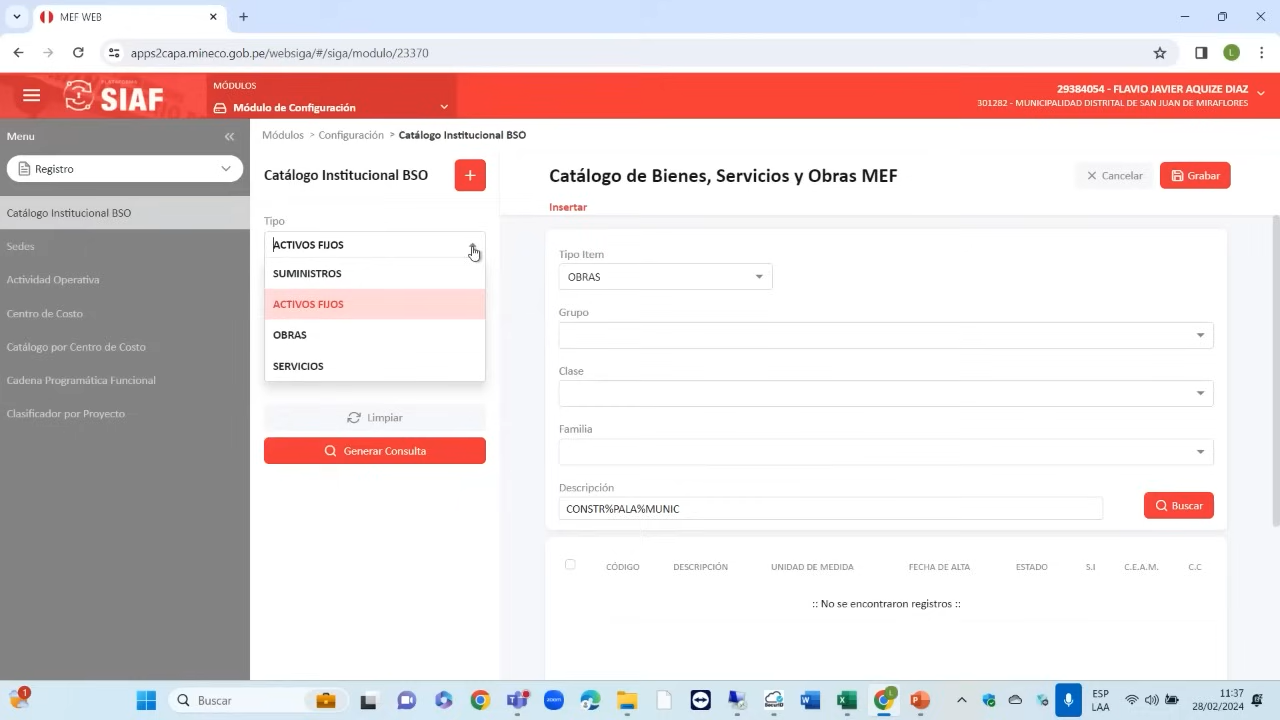 MEF WEB
apps2capa.mineco.gob.pe/websiga/#/siga/modulo/23370
L
SIAF
MÓDULOS
Módulo de Configuración
29384054 - FLAVIO JAVIER AQUIZE DIAZ
301282 - MUNICIPALIDAD DISTRITAL DE SAN JUAN DE MIRAFLORES
Menu
Módulos > Configuración > Catálogo Institucional BSO
Registro
Catálogo Institucional BSO
Sedes
Actividad Operativa
Centro de Costo
Catálogo por Centro de Costo
Cadena Programática Funcional
Clasificador por Proyecto
Catálogo Institucional BSO
Tipo
ACTIVOS FIJOS
SUMINISTROS
ACTIVOS FIJOS
OBRAS
SERVICIOS
Limpiar
Generar Consulta
Catálogo de Bienes, Servicios y Obras MEF
Cancelar
Grabar
Insertar
Tipo Item
OBRAS
Grupo
Clase
Familia
Descripción
CONSTR%PALA%MUNIC
Buscar
CÓDIGO DESCRIPCIÓN UNIDAD DE MEDIDA FECHA DE ALTA ESTADO S.I C.E.A.M. C.C
:: No se encontraron registros ::
1
Buscar
zoom
SecurID
1
ESP
LAA
11:37
28/02/2024